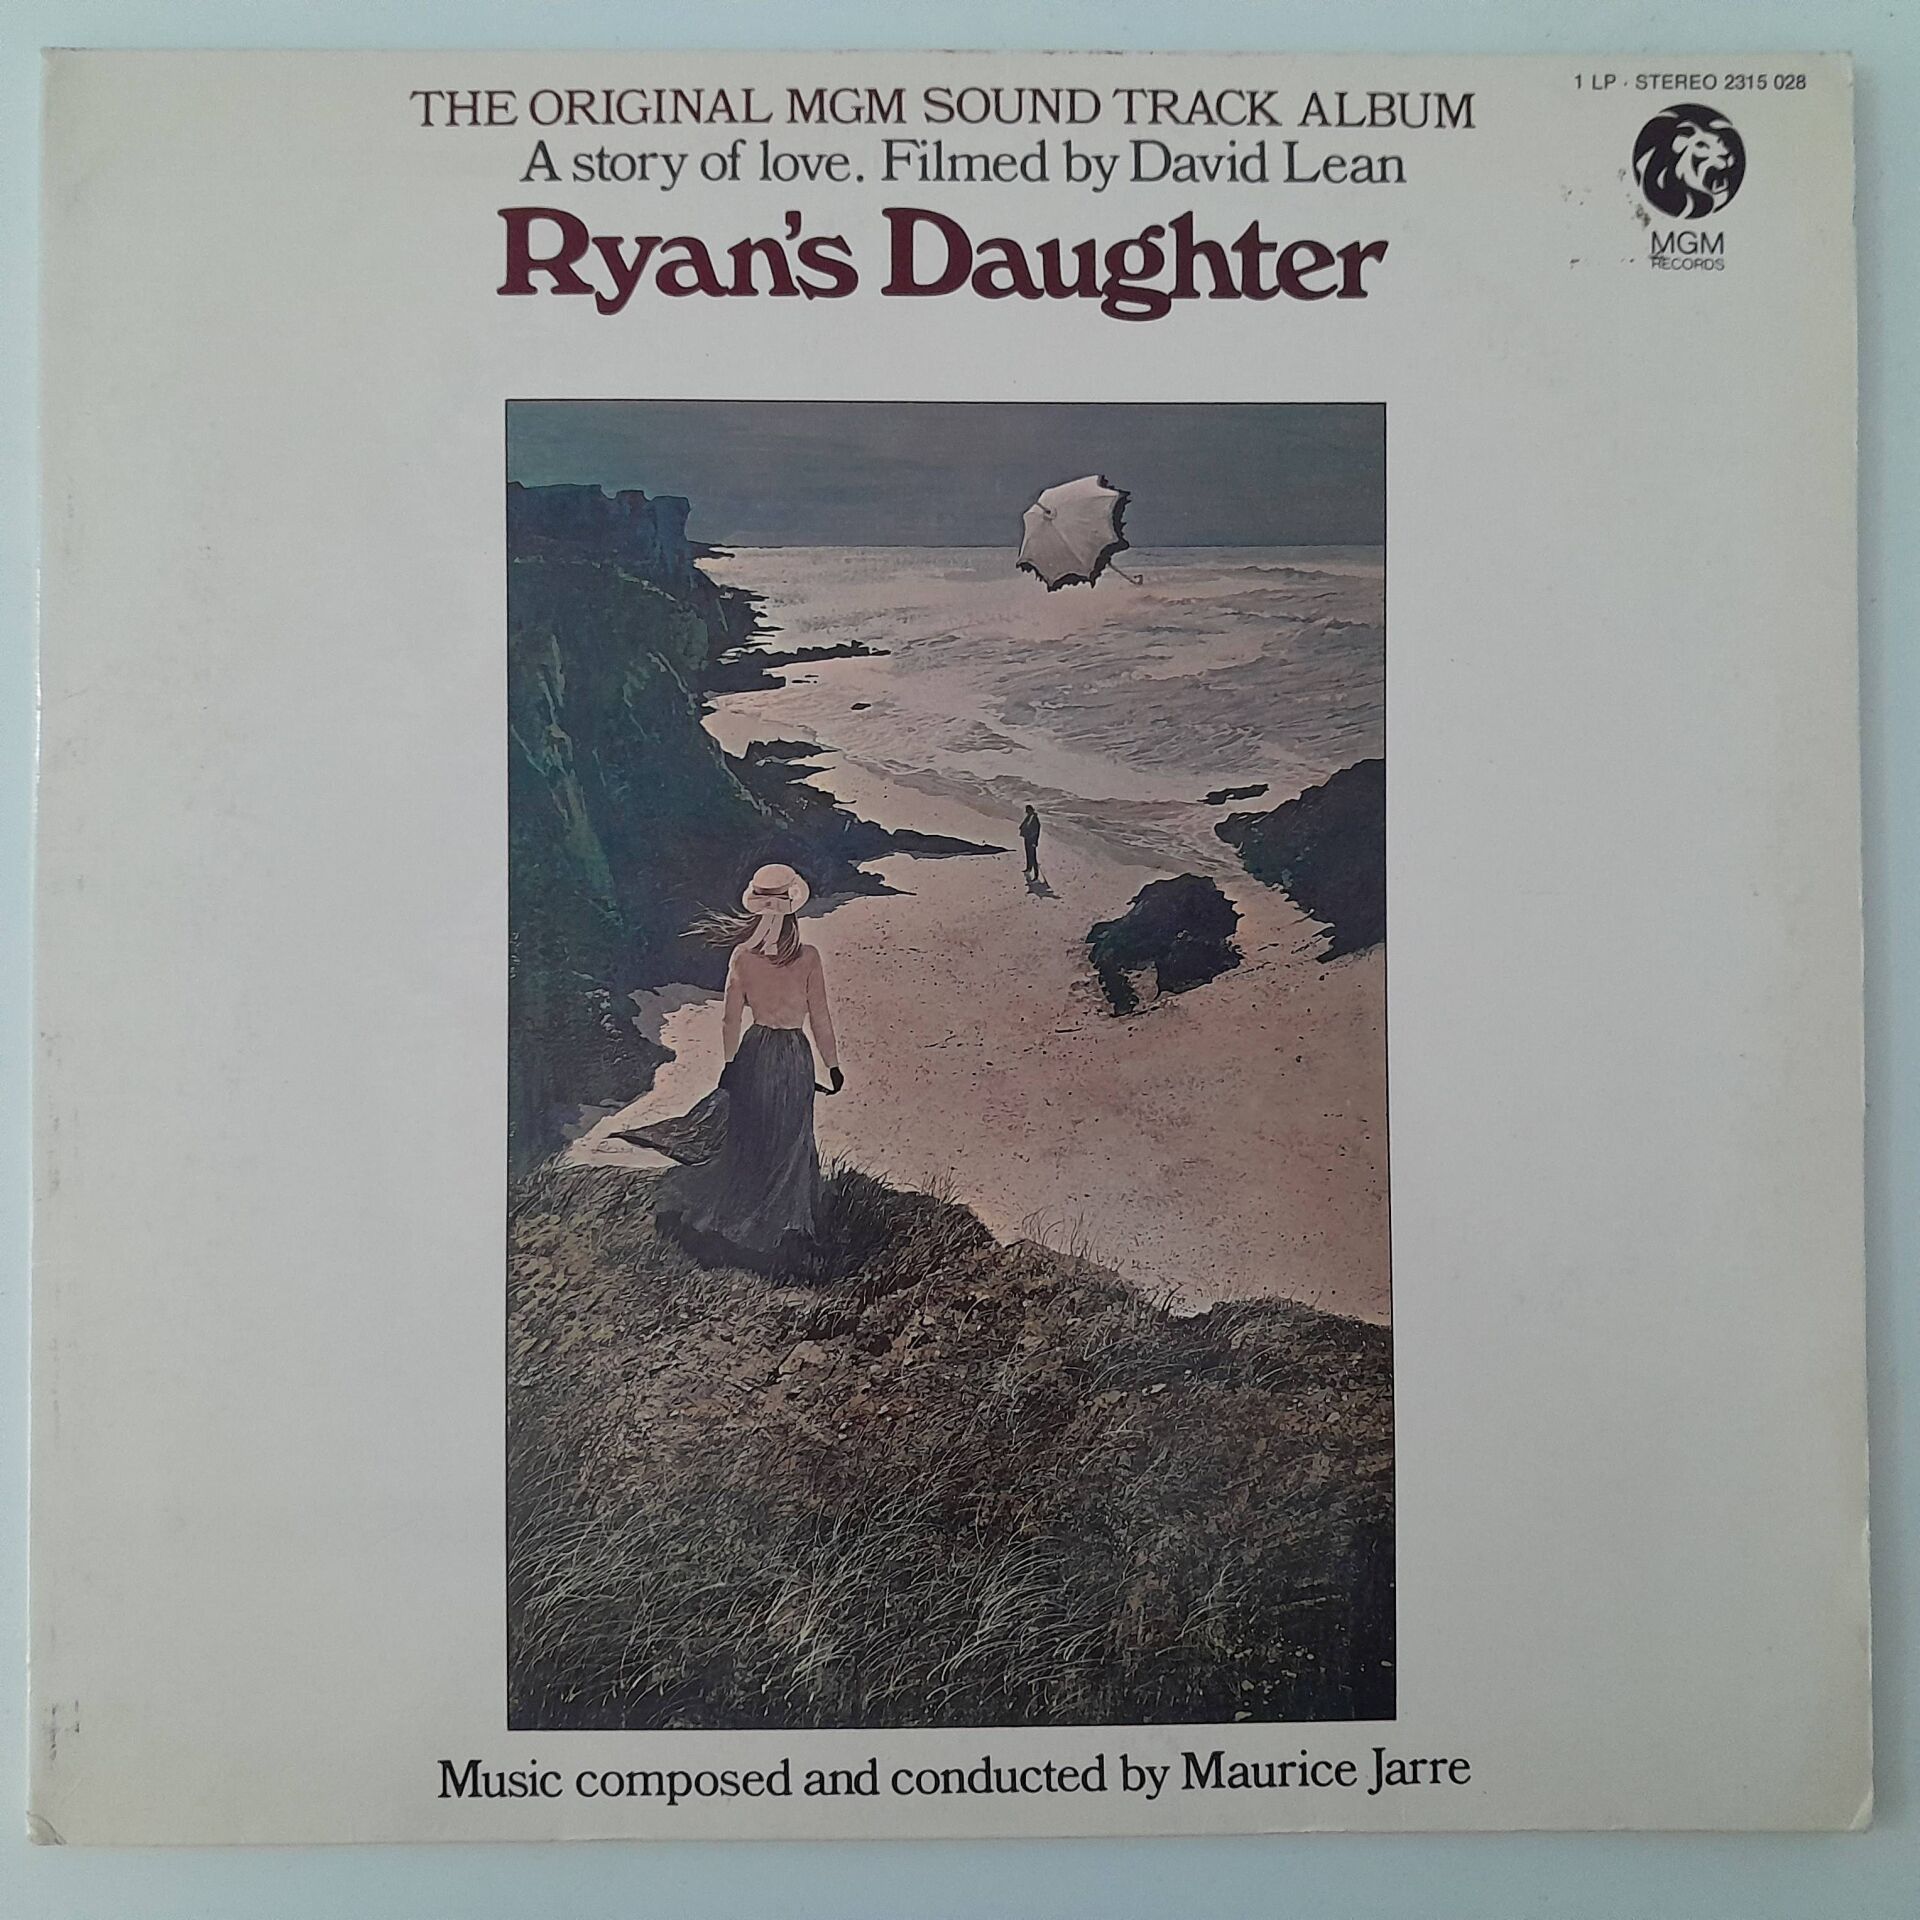 1 LP · STEREO 2315 028
THE ORIGINAL MGM SOUND TRACK ALBUM
A story of love. Filmed by David Lean
Ryan's Daughter
MGM
RECORDS
Music composed and conducted by Maurice Jarre